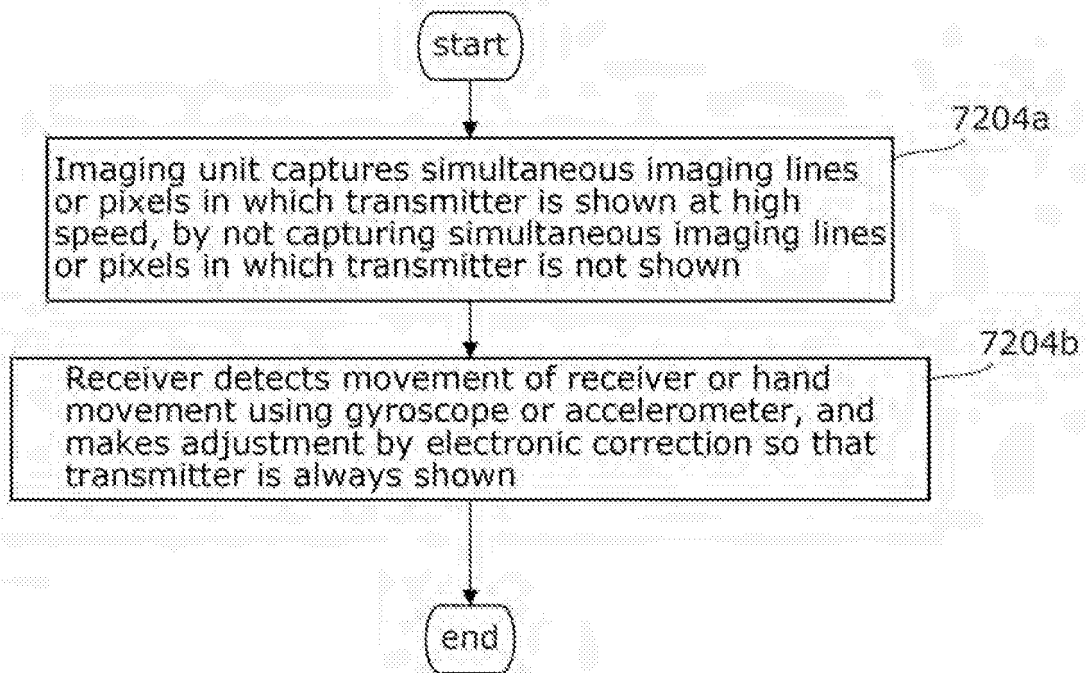 start
7204a
Imaging unit captures simultaneous imaging lines
or pixels in which transmitter is shown at high
speed, by not capturing simultaneous imaging lines
or pixels in which transmitter is not shown
7204b
Receiver detects movement of receiver or hand
movement using gyroscope or accelerometer, and
makes adjustment by electronic correction so that
transmitter is always shown
end